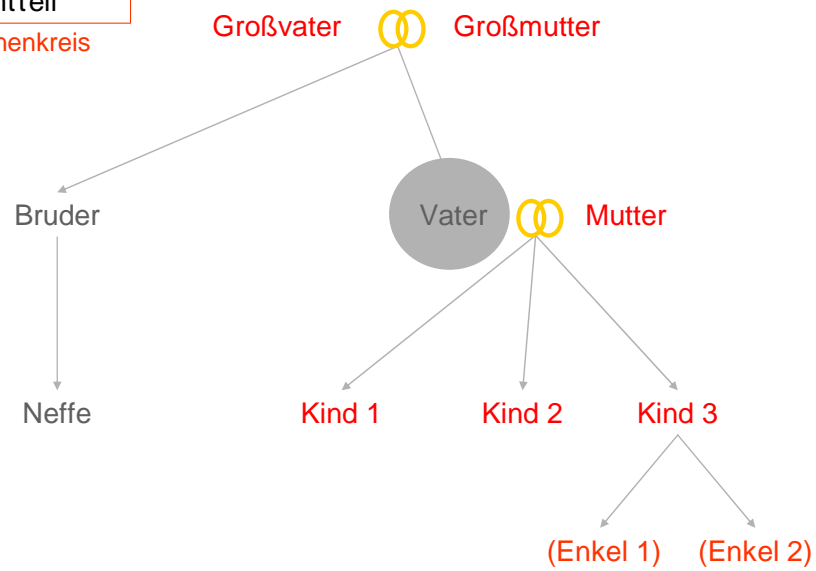 Großvater Großmutter
Bruder Vater Mutter
Neffe Kind 1 Kind 2 Kind 3
(Enkel 1) (Enkel 2)